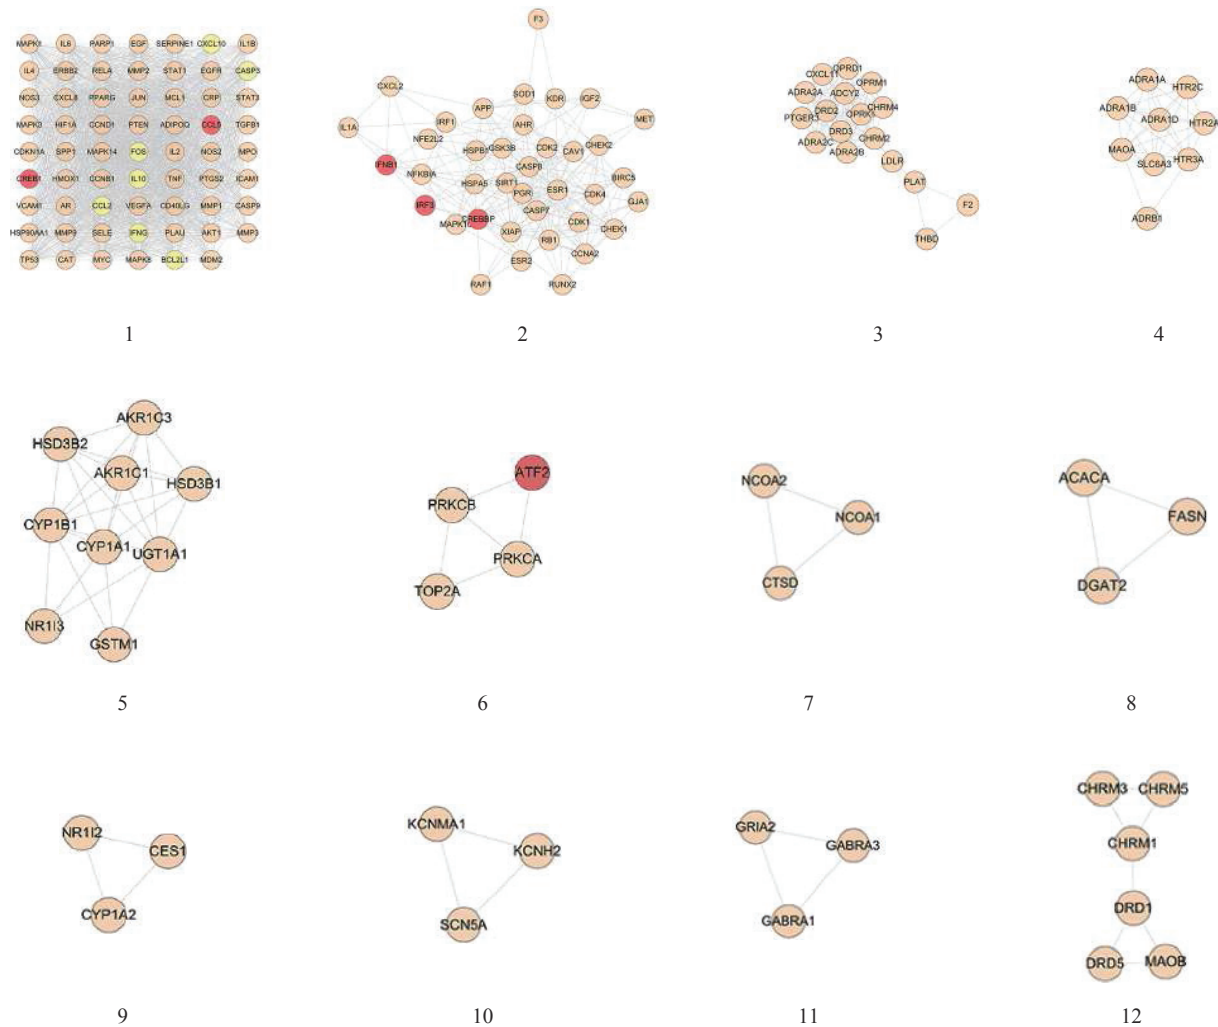 MAPK1 IL6 PARP1 EGF SERPINE1 CXCL10 IL1B
IL4 ERBB2 RELA MMP2 STAT1 EGFR CASP3
NOS3 CXCL8 PPARG JUN MCL1 CRP STAT3
MAPK3 HIF1A CCND1 PTEN ADIPOQ CCL5 TGFB1
CDKN1A SPP1 MAPK14 FOS IL2 NOS2 MPO
CREB1 HMOX1 CCNB1 IL10 TNF PTGS2 ICAM1
VCAM1 AR CCL2 VEGFA CD40LG MMP1 CASP9
HSP90AA1 MMP9 SELE IFNG PLAU AKT1 MMP3
TP53 CAT MYC MAPK8 BCL2L1 MDM2
1
F3
CXCL2
SOD1 KDR IGF2
APP MET
IL1A IRF1 AHR
NFE2L2
HSPB1 GSK3B CDK2 CAV1 CHEK2
IFNB1 NFKBIA CASP8
HSPA5 SIRT1 BIRC5
PGR ESR1 CDK4
IRF3 CASP7 GJA1
CREBBP CDK1
XIAP CHEK1
RB1
ESR2 CCNA2
RAF1 RUNX2
2
OPRD1
CXCL11
OPRM1
ADRA2A ADCY2
DRD2 CHRM4
PTGER3 OPRK1
DRD3
CHRM2
ADRA2C
ADRA2B
LDLR
PLAT
F2
THBD
3
ADRA1A
HTR2C
ADRA1B
ADRA1D HTR2A
MAOA
SLC6A3 HTR3A
ADRB1
4
AKR1C3
HSD3B2
AKR1C1
HSD3B1
CYP1B1
CYP1A1 UGT1A1
NR1I3
GSTM1
5
ATF2
PRKCB
PRKCA
TOP2A
6
NCOA2
NCOA1
CTSD
7
ACACA
FASN
DGAT2
8
NR1I2
CES1
CYP1A2
9
KCNMA1
KCNH2
SCN5A
10
GRIA2
GABRA3
GABRA1
11
CHRM3 CHRM5
CHRM1
DRD1
DRD5 MAOB
12